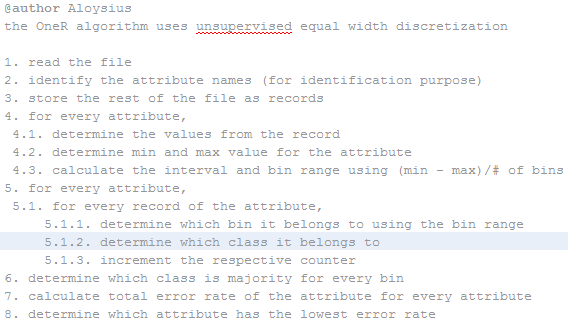 @author Aloysius
the OneR algorithm uses unsupervised equal width discretization
1. read the file
2. identify the attribute names (for identification purpose)
3. store the rest of the file as records
4. for every attribute,
4.1. determine the values from the record
4.2. determine min and max value for the attribute
4.3. calculate the interval and bin range using (min - max)/# of bins
5. for every attribute,
5.1. for every record of the attribute,
5.1.1. determine which bin it belongs to using the bin range
5.1.2. determine which class it belongs to
5.1.3. increment the respective counter
6. determine which class is majority for every bin
7. calculate total error rate of the attribute for every attribute
8. determine which attribute has the lowest error rate